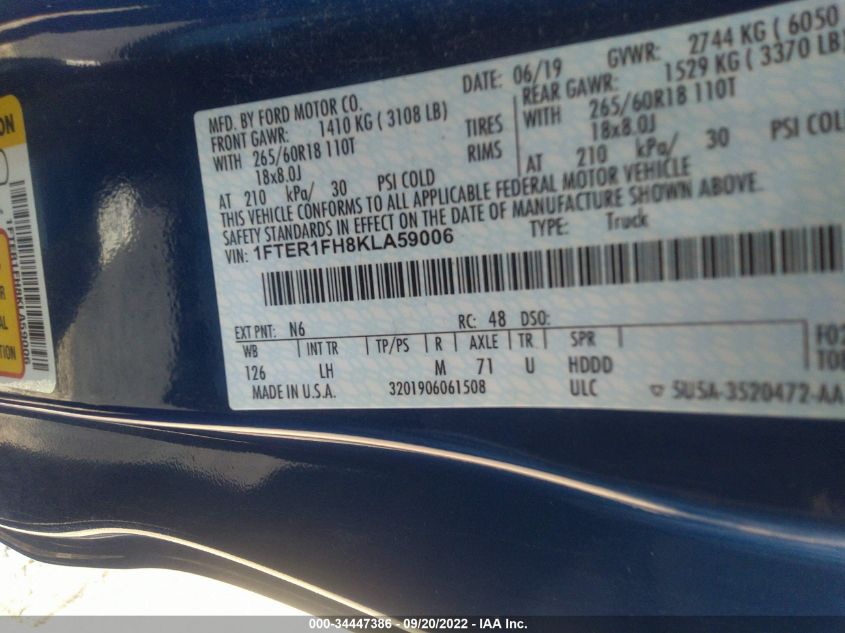 MFD. BY FORD MOTOR CO. DATE: 06/19 GVWR: 2744 KG ( 6050
FRONT GAWR: 1410 KG ( 3108 LB) REAR GAWR: 1529 KG ( 3370 LB)
WITH 265/60R18 110T TIRES WITH 265/60R18 110T
18x8.0J RIMS 18x8.0J
AT 210 kPa/ 30 PSI COLD AT 210 kPa/ 30 PSI COL
THIS VEHICLE CONFORMS TO ALL APPLICABLE FEDERAL MOTOR VEHICLE
SAFETY STANDARDS IN EFFECT ON THE DATE OF MANUFACTURE SHOWN ABOVE.
VIN: 1FTER1FH8KLA59006 TYPE: Truck
EXT PNT: N6 RC: 48 DSO:
WB INT TR TP/PS R AXLE TR SPR
126 LH M 71 U HDDD
MADE IN U.S.A. 3201906061508 ULC 5U5A-3520472-AA
F02
T08
ON
1FTER1FH8KLA59006
000-34447386 - 09/20/2022 - IAA Inc.